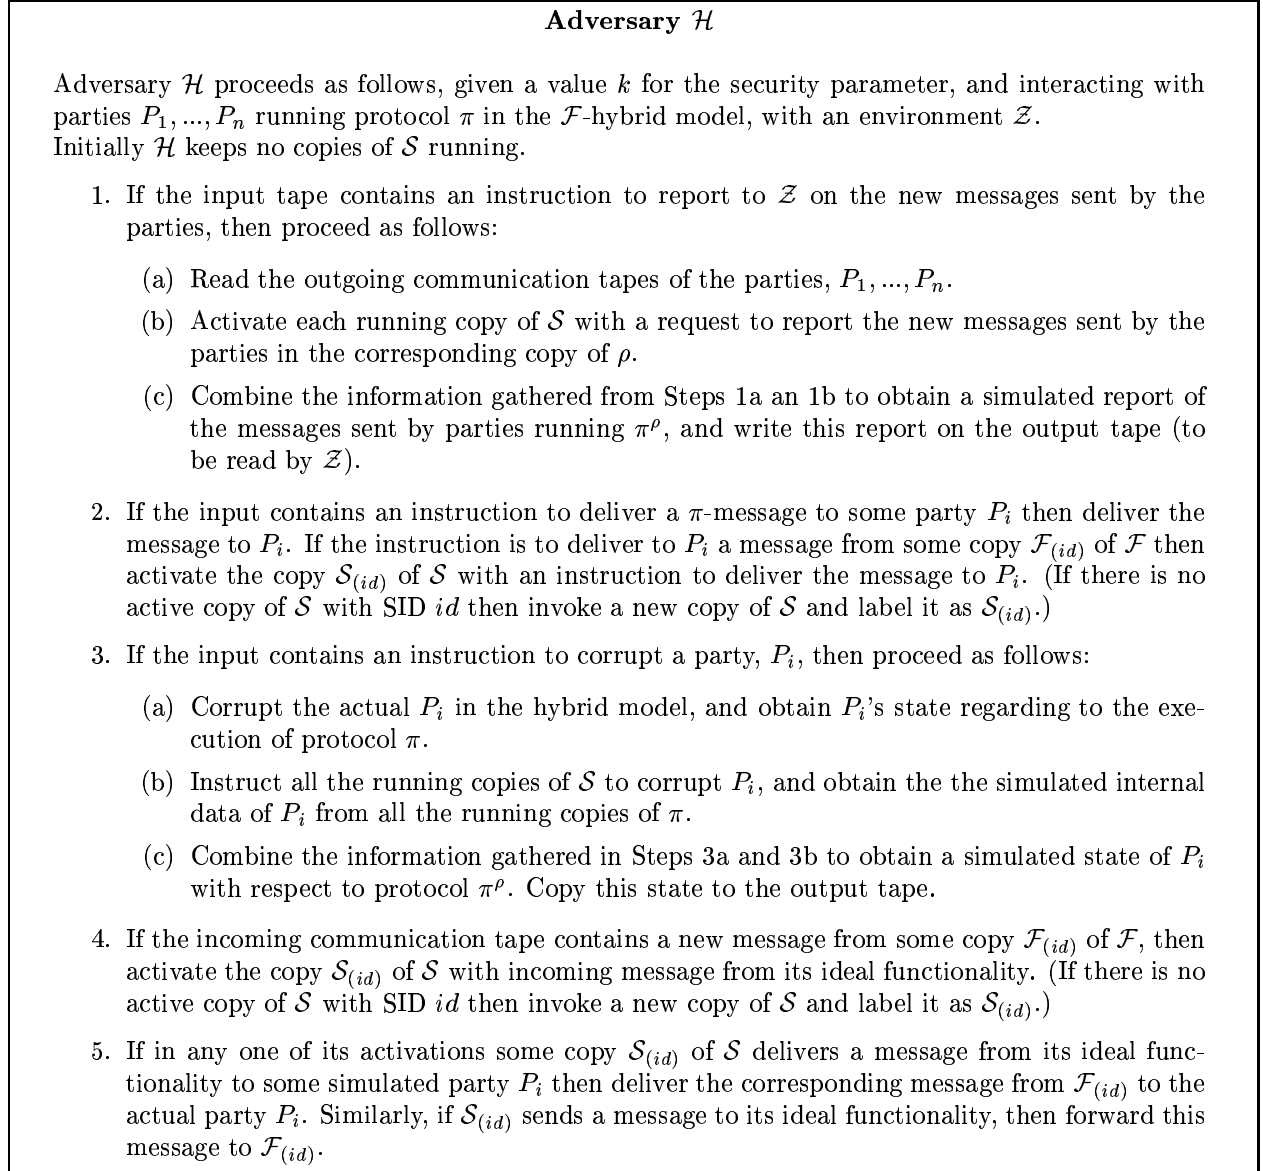 Adversary ℋ
Adversary ℋ proceeds as follows, given a value k for the security parameter, and interacting with
parties P₁, ..., Pₙ running protocol π in the ℱ-hybrid model, with an environment 𝒵.
Initially ℋ keeps no copies of 𝒮 running.
1. If the input tape contains an instruction to report to 𝒵 on the new messages sent by the
parties, then proceed as follows:
(a) Read the outgoing communication tapes of the parties, P₁, ..., Pₙ.
(b) Activate each running copy of 𝒮 with a request to report the new messages sent by the
parties in the corresponding copy of ρ.
(c) Combine the information gathered from Steps 1a an 1b to obtain a simulated report of
the messages sent by parties running π^ρ, and write this report on the output tape (to
be read by 𝒵).
2. If the input contains an instruction to deliver a π-message to some party Pᵢ then deliver the
message to Pᵢ. If the instruction is to deliver to Pᵢ a message from some copy ℱ₍id₎ of ℱ then
activate the copy 𝒮₍id₎ of 𝒮 with an instruction to deliver the message to Pᵢ. (If there is no
active copy of 𝒮 with SID id then invoke a new copy of 𝒮 and label it as 𝒮₍id₎.)
3. If the input contains an instruction to corrupt a party, Pᵢ, then proceed as follows:
(a) Corrupt the actual Pᵢ in the hybrid model, and obtain Pᵢ's state regarding to the exe-
cution of protocol π.
(b) Instruct all the running copies of 𝒮 to corrupt Pᵢ, and obtain the the simulated internal
data of Pᵢ from all the running copies of π.
(c) Combine the information gathered in Steps 3a and 3b to obtain a simulated state of Pᵢ
with respect to protocol π^ρ. Copy this state to the output tape.
4. If the incoming communication tape contains a new message from some copy ℱ₍id₎ of ℱ, then
activate the copy 𝒮₍id₎ of 𝒮 with incoming message from its ideal functionality. (If there is no
active copy of 𝒮 with SID id then invoke a new copy of 𝒮 and label it as 𝒮₍id₎.)
5. If in any one of its activations some copy 𝒮₍id₎ of 𝒮 delivers a message from its ideal func-
tionality to some simulated party Pᵢ then deliver the corresponding message from ℱ₍id₎ to the
actual party Pᵢ. Similarly, if 𝒮₍id₎ sends a message to its ideal functionality, then forward this
message to ℱ₍id₎.